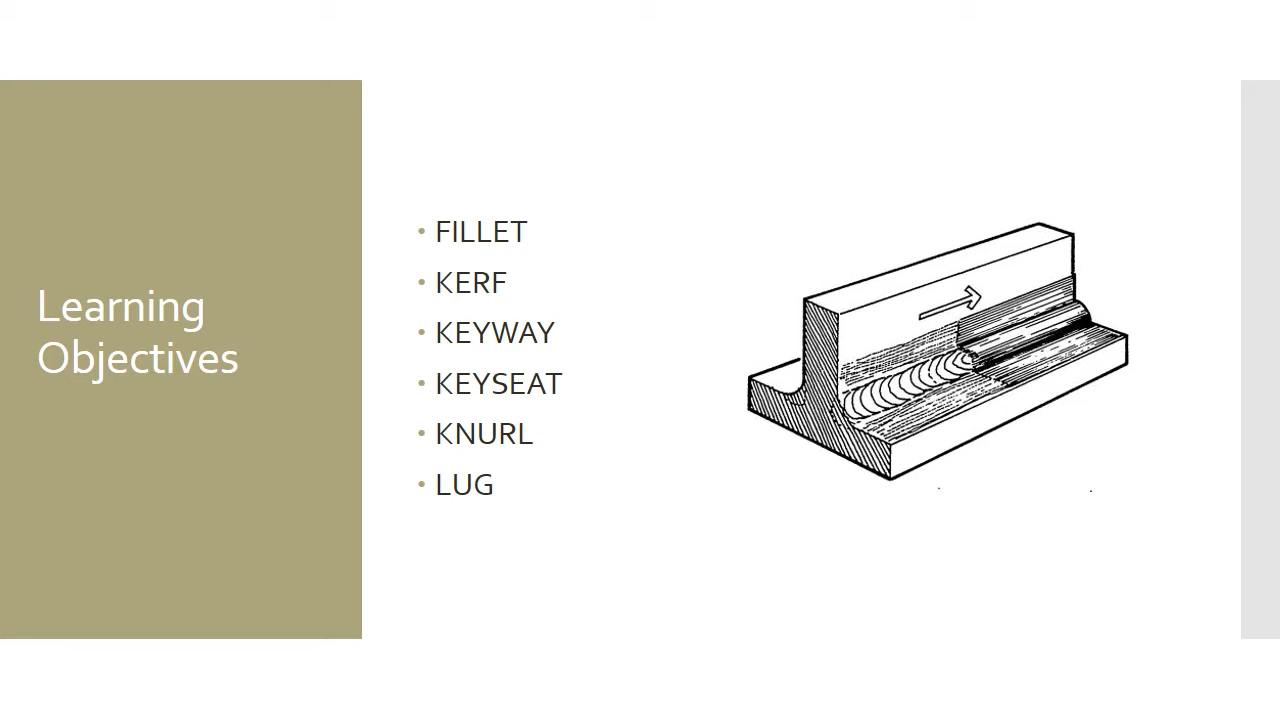 Learning
Objectives
• FILLET
• KERF
• KEYWAY
• KEYSEAT
• KNURL
• LUG